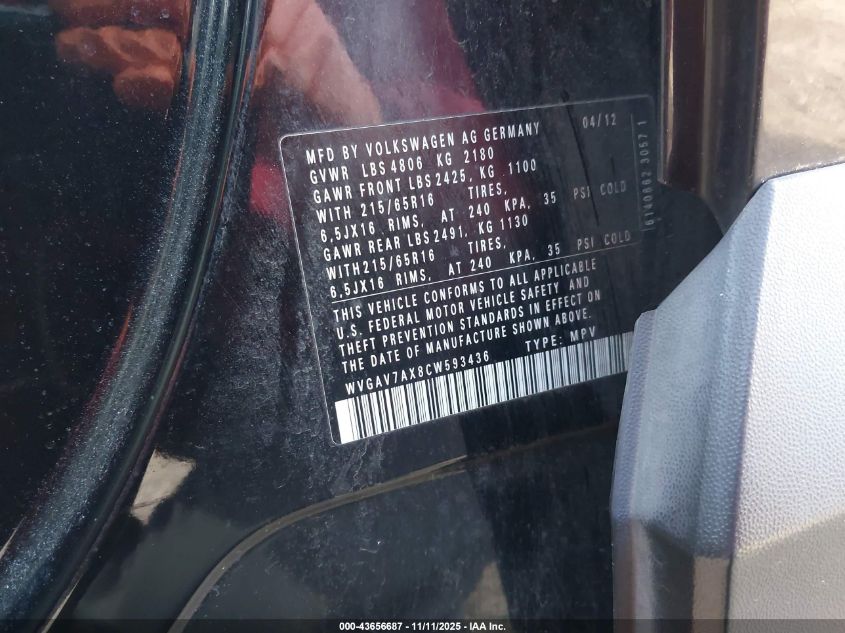 MFD BY VOLKSWAGEN AG GERMANY 04/12
GVWR LBS 4806 KG 2180
GAWR FRONT LBS 2425, KG 1100
WITH 215/65R16 TIRES,
6,5JX16 RIMS, AT 240 KPA, 35 PSI COLD
GAWR REAR LBS 2491, KG 1130
WITH215/65R16 TIRES,
6,5JX16 RIMS, AT 240 KPA, 35 PSI COLD
THIS VEHICLE CONFORMS TO ALL APPLICABLE
U.S. FEDERAL MOTOR VEHICLE SAFETY AND
THEFT PREVENTION STANDARDS IN EFFECT ON
THE DATE OF MANUFACTURE SHOWN ABOVE.
WVGAV7AX8CW593436 TYPE: MPV
6140662 3057 1
000-43656687 - 11/11/2025 - IAA Inc.